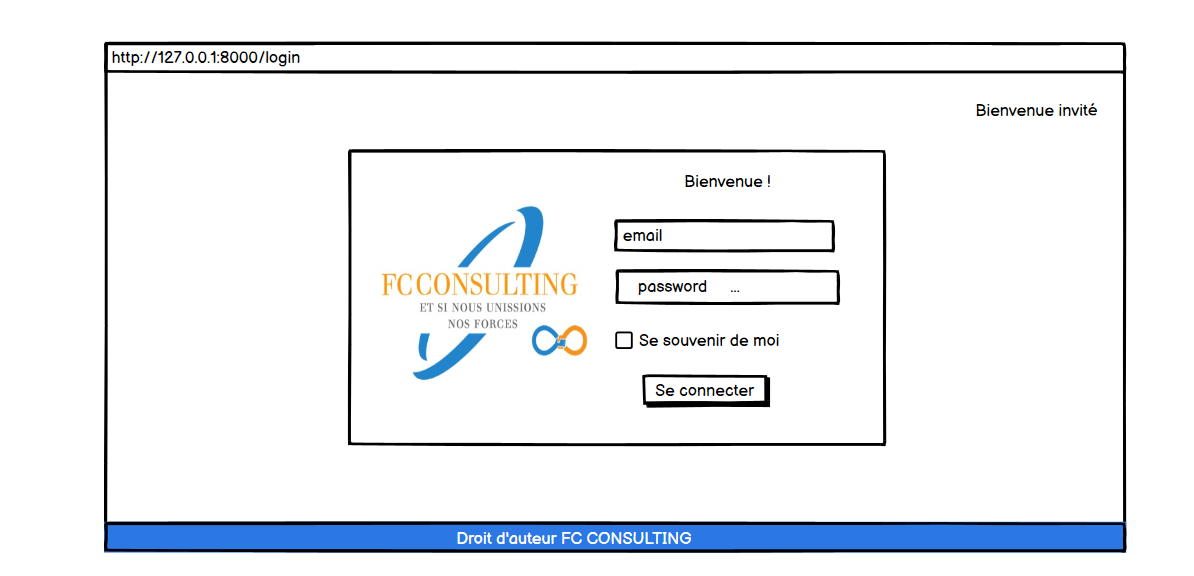 http://127.0.0.1:8000/login
Bienvenue invité
Bienvenue !
email
password ...
FC CONSULTING
ET SI NOUS UNISSIONS
NOS FORCES
Se souvenir de moi
Se connecter
Droit d'auteur FC CONSULTING